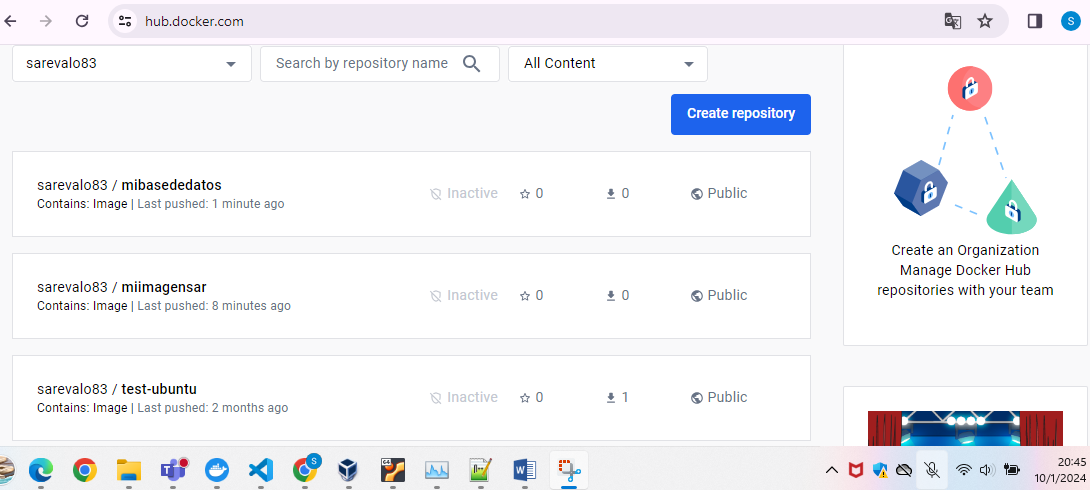 hub.docker.com
S
sarevalo83
Search by repository name
All Content
Create repository
sarevalo83 / mibasededatos
Contains: Image | Last pushed: 1 minute ago
Inactive
0
0
Public
sarevalo83 / miimagensar
Contains: Image | Last pushed: 8 minutes ago
Inactive
0
0
Public
sarevalo83 / test-ubuntu
Contains: Image | Last pushed: 2 months ago
Inactive
0
1
Public
Create an Organization
Manage Docker Hub
repositories with your team
S
20:45
10/1/2024